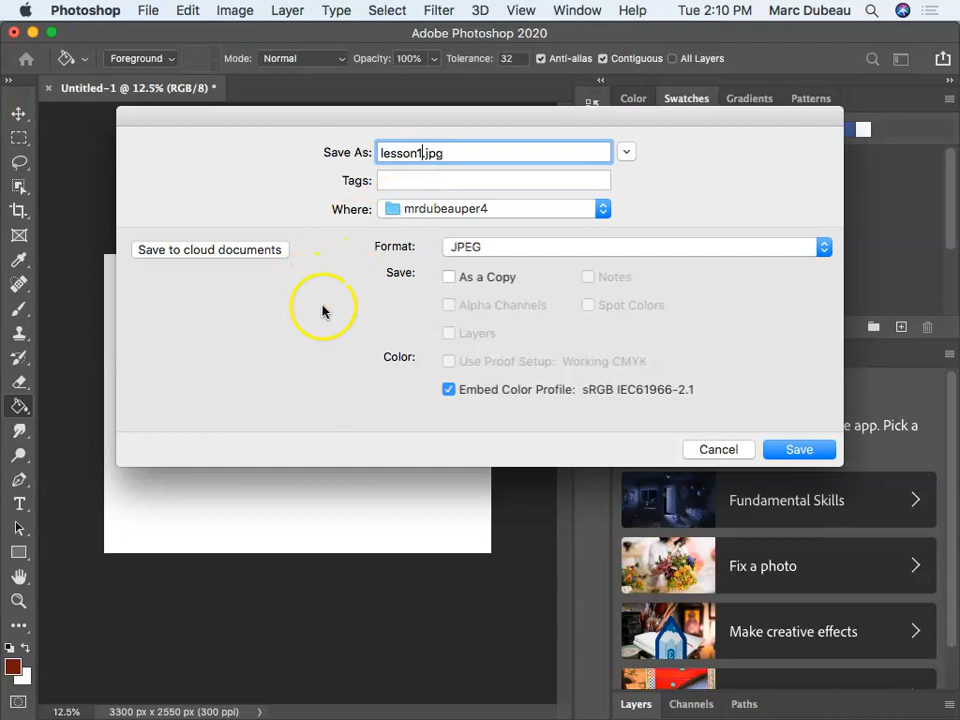 Photoshop File Edit Image Layer Type Select Filter 3D View Window Help Tue 2:10 PM Marc Dubeau
Adobe Photoshop 2020
Foreground Mode: Normal Opacity: 100% Tolerance: 32 Anti-alias Contiguous All Layers
Untitled-1 @ 12.5% (RGB/8) *
Color Swatches Gradients Patterns
Save As: lesson1.jpg
Tags:
Where: mrdubeauper4
Save to cloud documents
Format: JPEG
Save: As a Copy Notes
Alpha Channels Spot Colors
Layers
Color: Use Proof Setup: Working CMYK
Embed Color Profile: sRGB IEC61966-2.1
Cancel Save
e app. Pick a
Fundamental Skills
Fix a photo
Make creative effects
Layers Channels Paths
12.5% 3300 px x 2550 px (300 ppi)